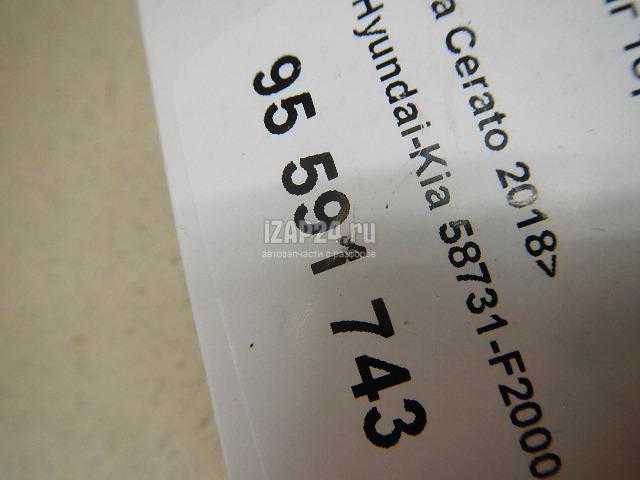 a Cerato 2018>
Hyundai-Kia 58731-F2000
95 591 743
iZAP24.ru
автозапчасти с разборов